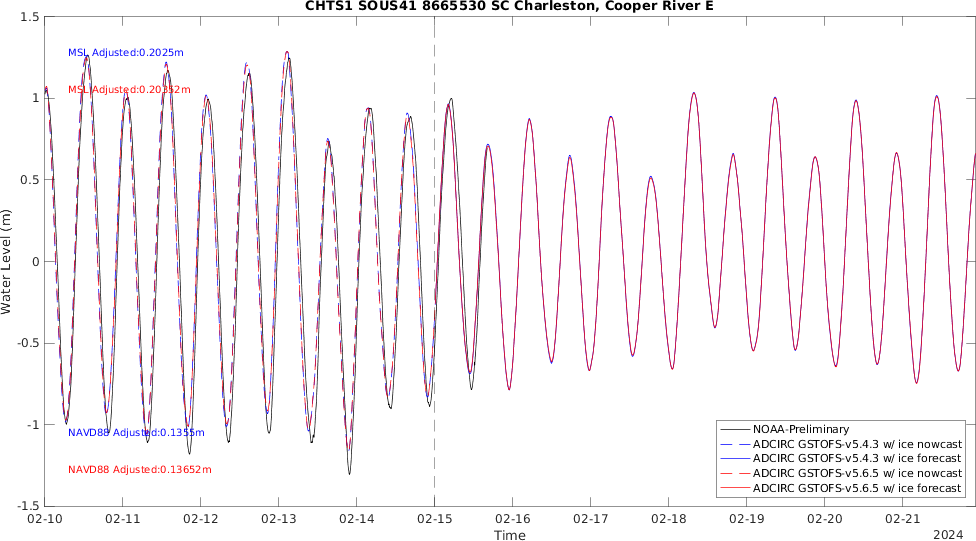 CHTS1 SOUS41 8665530 SC Charleston, Cooper River E
1.5
MSL Adjusted:0.2025m
MSL Adjusted:0.20352m
1
0.5
0
-0.5
-1
-1.5
Water Level (m)
NAVD88 Adjusted:0.1355m
NAVD88 Adjusted:0.13652m
NOAA-Preliminary
ADCIRC GSTOFS-v5.4.3 w/ ice nowcast
ADCIRC GSTOFS-v5.4.3 w/ ice forecast
ADCIRC GSTOFS-v5.6.5 w/ ice nowcast
ADCIRC GSTOFS-v5.6.5 w/ ice forecast
02-10 02-11 02-12 02-13 02-14 02-15 02-16 02-17 02-18 02-19 02-20 02-21
Time
2024